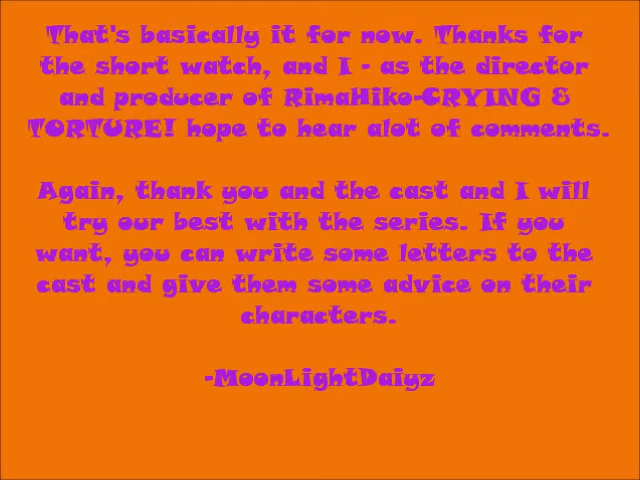 That's basically it for now. Thanks for
the short watch, and I - as the director
and producer of RimaHiko-CRYING &
TORTURE! hope to hear alot of comments.
Again, thank you and the cast and I will
try our best with the series. If you
want, you can write some letters to the
cast and give them some advice on their
characters.
-MoonLightDaiyz